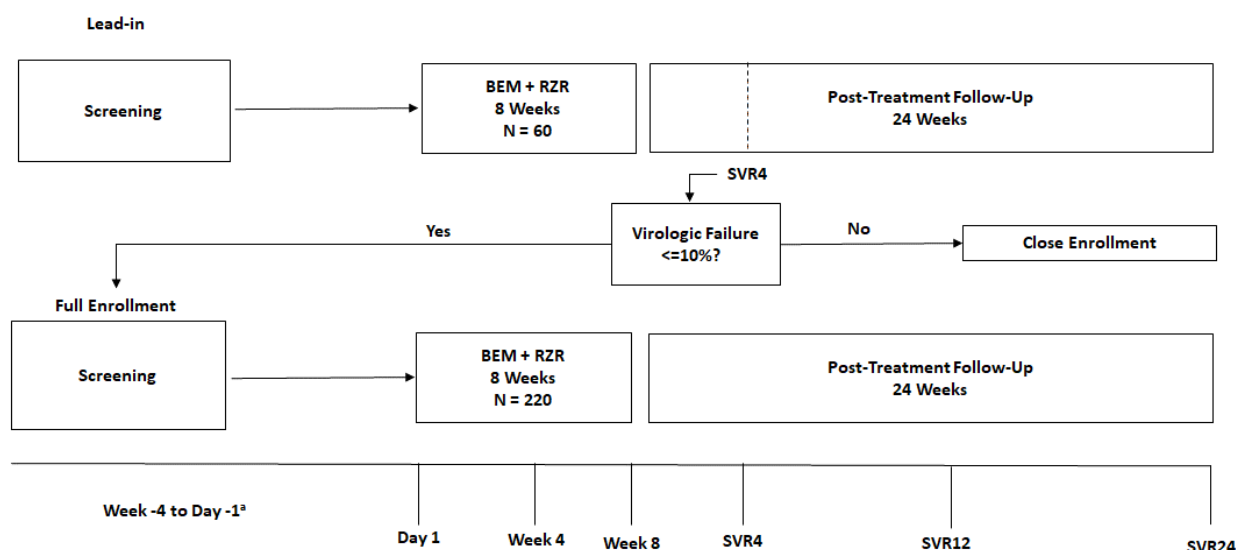 Lead-in
Screening
BEM + RZR
8 Weeks
N = 60
Post-Treatment Follow-Up
24 Weeks
SVR4
Virologic Failure
<=10%?
Yes
No
Close Enrollment
Full Enrollment
Screening
BEM + RZR
8 Weeks
N = 220
Post-Treatment Follow-Up
24 Weeks
Week -4 to Day -1ª
Day 1
Week 4
Week 8
SVR4
SVR12
SVR24